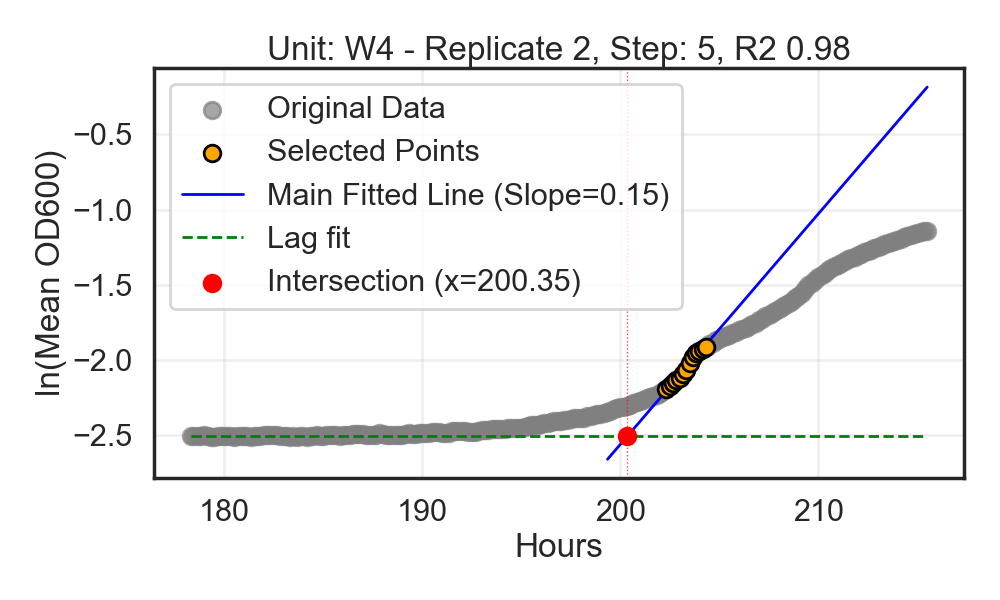 Unit: W4 - Replicate 2, Step: 5, R2 0.98
Original Data
Selected Points
Main Fitted Line (Slope=0.15)
Lag fit
Intersection (x=200.35)
ln(Mean OD600)
−0.5
−1.0
−1.5
−2.0
−2.5
180
190
200
210
Hours